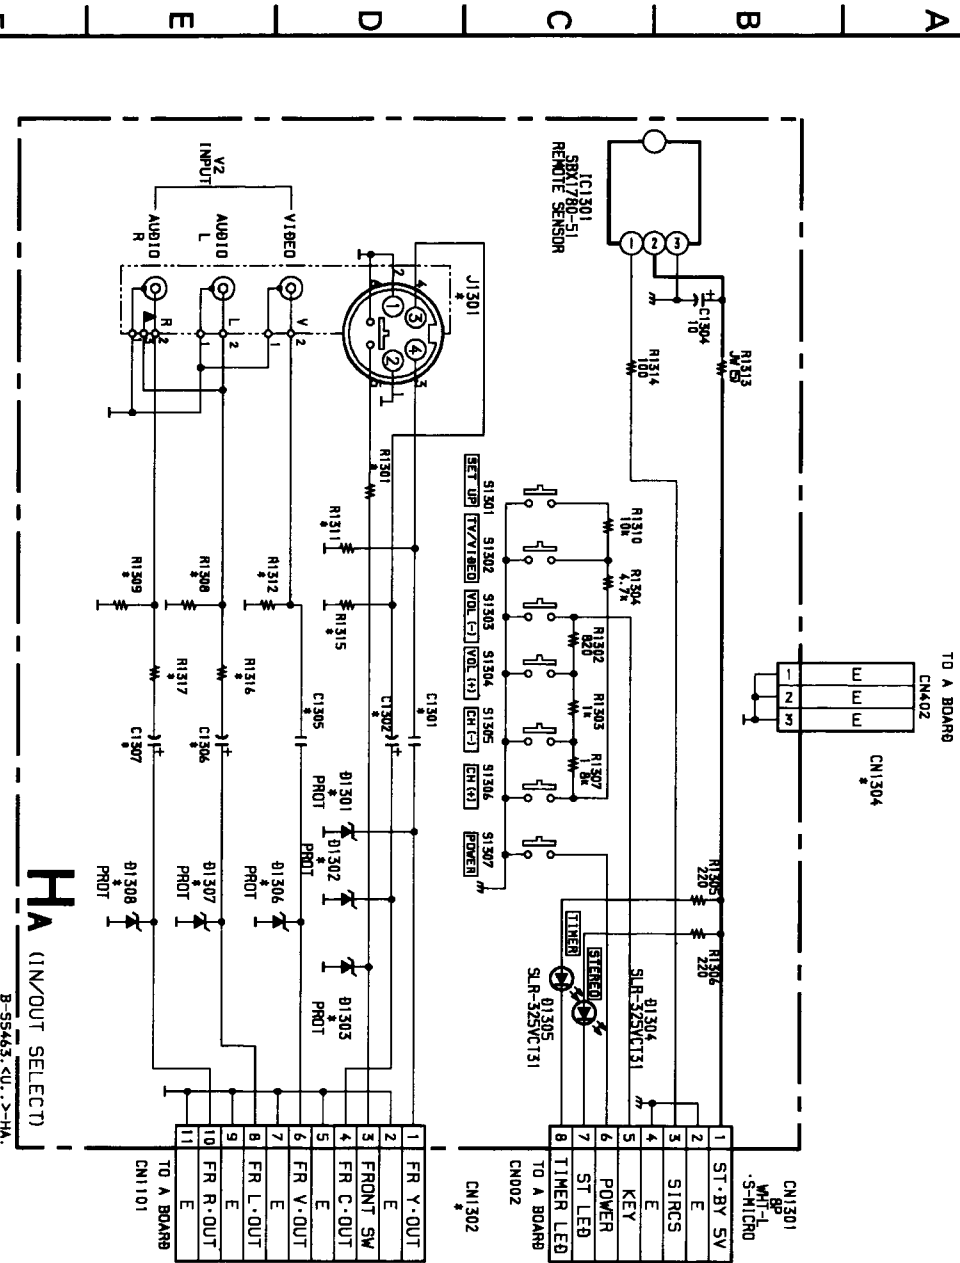 A
B
C
D
E
TO A BOARD
CN402
1 E
2 E
3 E
CN1304
*
IC1301
SBX1780-51
REMOTE SENSOR
1 2 3
C1304
10
R1313
R1314
100
R1305
220
R1306
220
CN1301
8P
WHT-L
·S-MICRO
1 ST·BY 5V
2 E
3 SIRCS
4 E
5 KEY
6 POWER
7 ST LED
8 TIMER LED
TO A BOARD
CN002
D1304
SLR-325VCT31
D1305
SLR-325VCT31
STEREO
TIMER
R1310
10k
R1304
4.7k
R1302
820
R1303
1k
R1307
1.8k
S1301
SET UP
S1302
TV/VIDEO
S1303
VOL (-)
S1304
VOL (+)
S1305
CH (-)
S1306
CH (+)
S1307
POWER
J1301
*
1 2 3 4
V2
INPUT
VIDEO
AUDIO
L
AUDIO
R
V
L
R
R1301
*
R1311
*
R1315
*
R1312
*
R1308
*
R1309
*
R1316
*
R1317
*
C1301
*
C1302
*
C1305
*
C1306
*
C1307
*
D1301
*
PROT
D1302
*
PROT
D1303
*
PROT
D1306
*
PROT
D1307
*
PROT
D1308
*
PROT
CN1302
*
1 FR Y·OUT
2 E
3 FRONT SW
4 FR C·OUT
5 E
6 FR V·OUT
7 E
8 FR L·OUT
9 E
10 FR R·OUT
11 E
TO A BOARD
CN1101
HA (IN/OUT SELECT)
B-SS463.<U..>-HA.